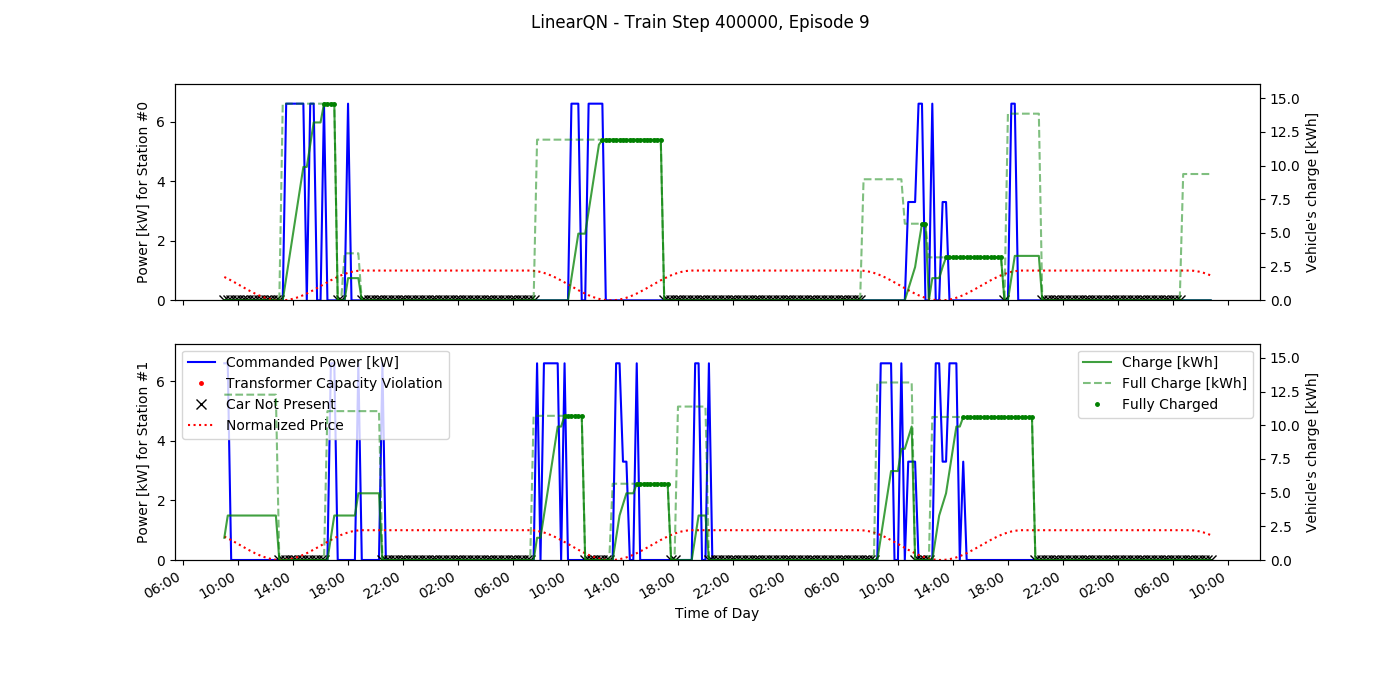 LinearQN - Train Step 400000, Episode 9
Power [kW] for Station #0
6
4
2
0
15.0
12.5
10.0
7.5
5.0
2.5
0.0
Vehicle's charge [kWh]
Power [kW] for Station #1
6
4
2
0
Commanded Power [kW]
Transformer Capacity Violation
Car Not Present
Normalized Price
Charge [kWh]
Full Charge [kWh]
Fully Charged
15.0
12.5
10.0
7.5
5.0
2.5
0.0
Vehicle's charge [kWh]
06:00 10:00 14:00 18:00 22:00 02:00 06:00 10:00 14:00 18:00 22:00 02:00 06:00 10:00 14:00 18:00 22:00 02:00 06:00 10:00
Time of Day